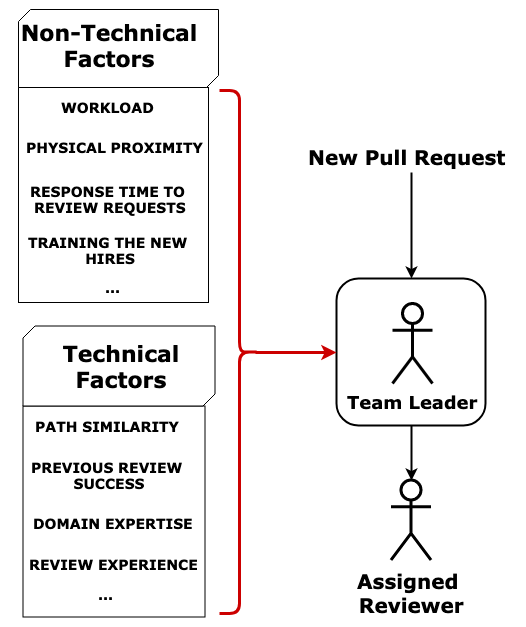 Non-Technical
Factors
WORKLOAD
PHYSICAL PROXIMITY
RESPONSE TIME TO
REVIEW REQUESTS
TRAINING THE NEW
HIRES
...
Technical
Factors
PATH SIMILARITY
PREVIOUS REVIEW
SUCCESS
DOMAIN EXPERTISE
REVIEW EXPERIENCE
...
New Pull Request
Team Leader
Assigned
Reviewer